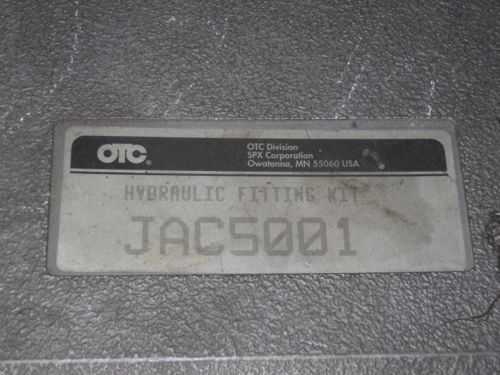 OTC®
OTC Division
SPX Corporation
Owatonna, MN 55060 USA
HYDRAULIC FITTING KIT
JAC5001